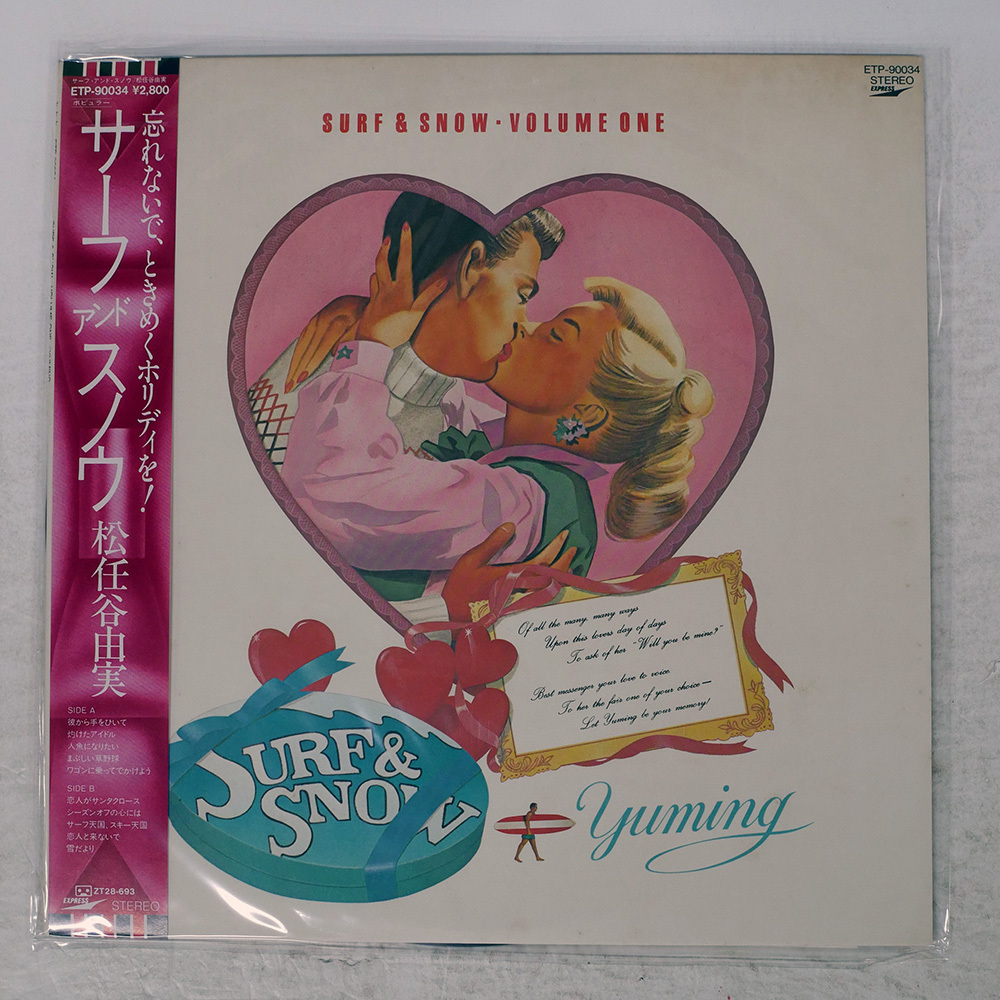 サーフ・アンド・スノウ/松任谷由実
ETP-90034 ¥2,800
ポピュラー
忘れないで、ときめくホリディを!
サーフ
アンド
スノウ
松任谷由実
SIDE A
彼から手をひいて
灼けたアイドル
人魚になりたい
まぶしい草野球
ワゴンに乗ってでかけよう
SIDE B
恋人がサンタクロース
シーズンオフの心には
サーフ天国、スキー天国
恋人と来ないで
雪だより
ZT28-693
EXPRESS
STEREO
ETP-90034
STEREO
EXPRESS
SURF & SNOW·VOLUME ONE
Of all the many, many ways
Upon this lovers day of days
To ask of her "Will you be mine?"
Best messenger your love to voice
To her the fair one of your choice—
Let Yuming be your memory!
SURF &
SNOW
Yuming